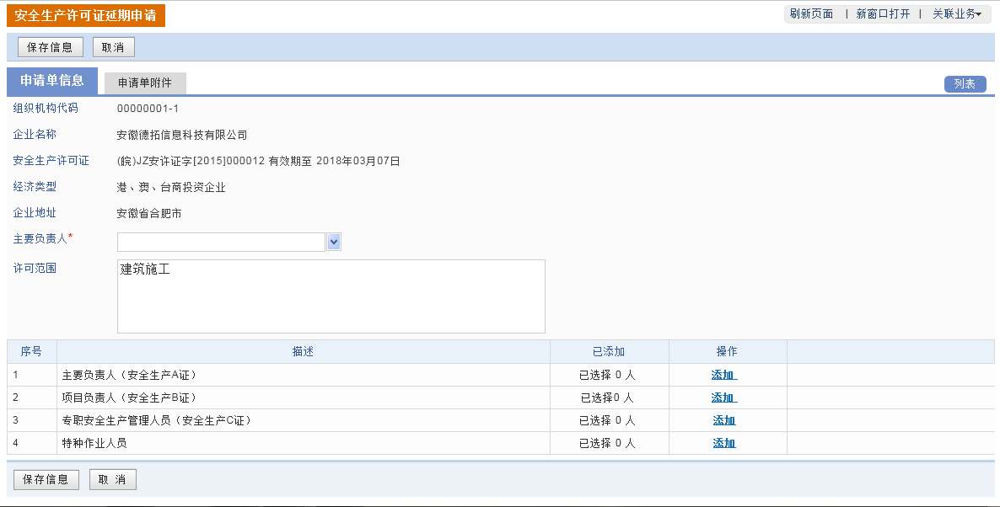 安全生产许可证延期申请
刷新页面 | 新窗口打开 | 关联业务
保存信息 取消
申请单信息 申请单附件 列表
组织机构代码 00000001-1
企业名称 安徽德拓信息科技有限公司
安全生产许可证 (皖)JZ安许证字[2015]000012 有效期至 2018年03月07日
经济类型 港、澳、台商投资企业
企业地址 安徽省合肥市
主要负责人*
许可范围 建筑施工
序号 描述 已添加 操作
1 主要负责人（安全生产A证） 已选择 0 人 添加
2 项目负责人（安全生产B证） 已选择0 人 添加
3 专职安全生产管理人员（安全生产C证） 已选择 0 人 添加
4 特种作业人员 已选择 0 人 添加
保存信息 取 消